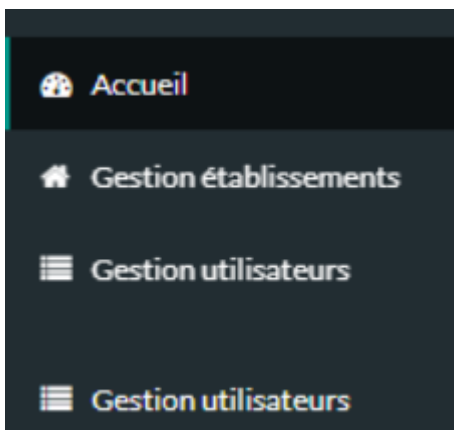 Accueil
Gestion établissements
Gestion utilisateurs
Gestion utilisateurs